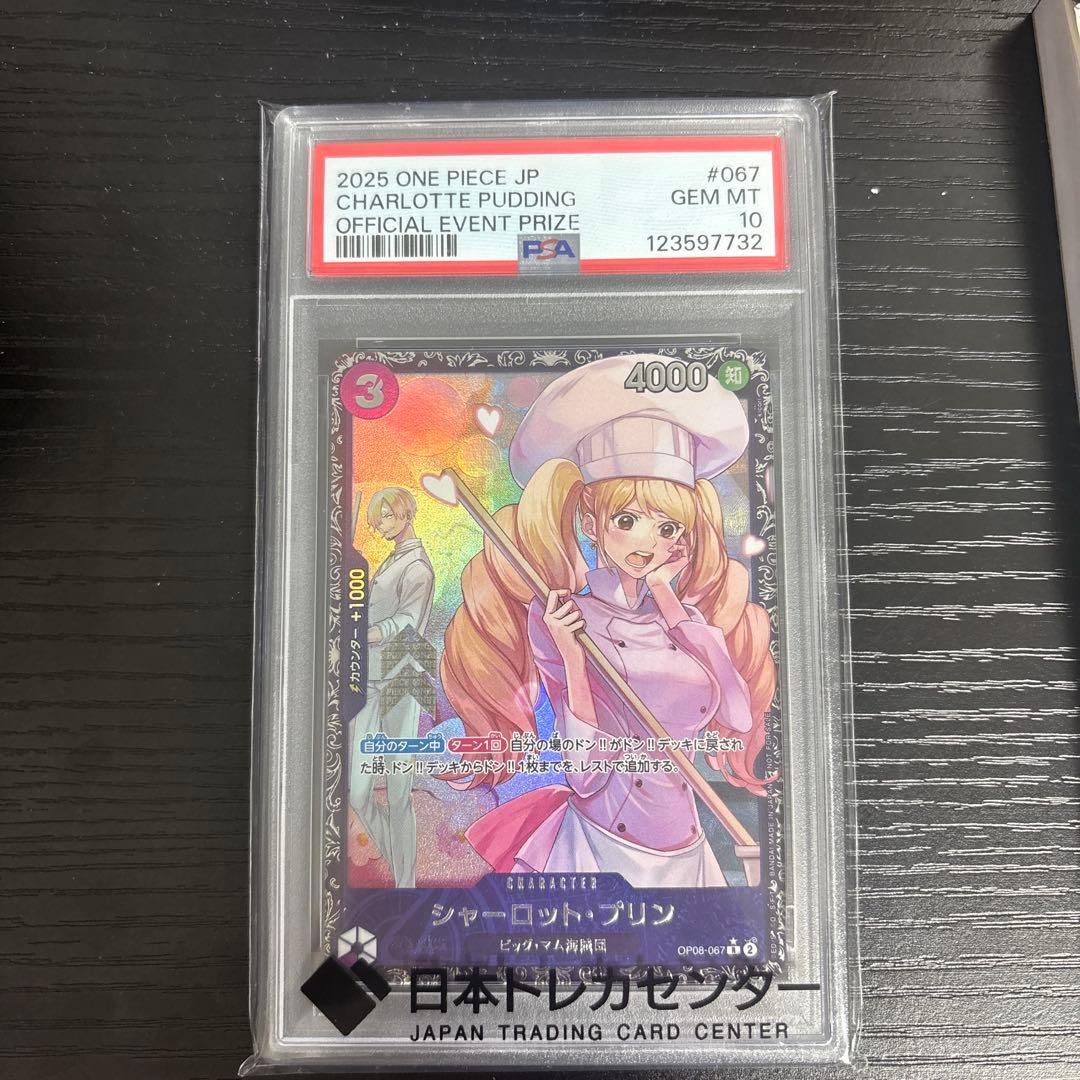 2025 ONE PIECE JP #067
CHARLOTTE PUDDING GEM MT
OFFICIAL EVENT PRIZE 10
PSA 123597732
3 4000 知
カウンター +1000
自分のターン中 ターン1回 自分の場のドン!!がドン!!デッキに戻され
た時、ドン!!デッキからドン!!1枚までを、レストで追加する。
CHARACTER
シャーロット・プリン
ビッグ・マム海賊団
OP08-067 R 2
日本トレカセンター
JAPAN TRADING CARD CENTER